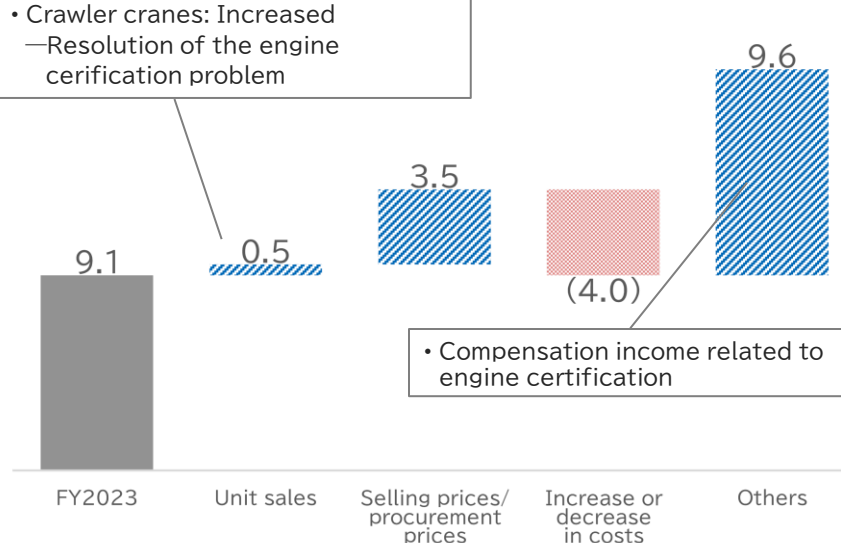 • Crawler cranes: Increased
—Resolution of the engine
cerification problem
9.6
3.5
0.5
9.1
(4.0)
• Compensation income related to
engine certification
FY2023
Unit sales
Selling prices/
procurement
prices
Increase or
decrease
in costs
Others